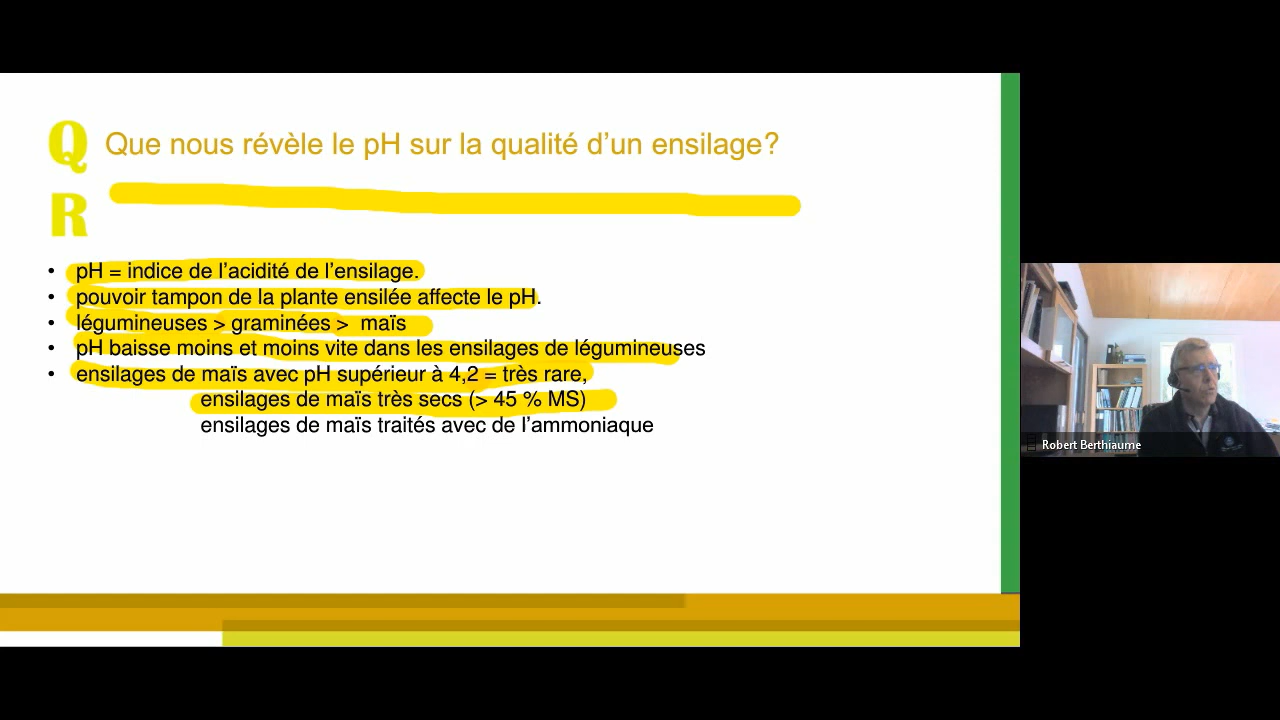 Q Que nous révèle le pH sur la qualité d’un ensilage?
R
• pH = indice de l’acidité de l’ensilage.
• pouvoir tampon de la plante ensilée affecte le pH.
• légumineuses > graminées > maïs
• pH baisse moins et moins vite dans les ensilages de légumineuses
• ensilages de maïs avec pH supérieur à 4,2 = très rare,
ensilages de maïs très secs (> 45 % MS)
ensilages de maïs traités avec de l’ammoniaque
Robert Berthiaume